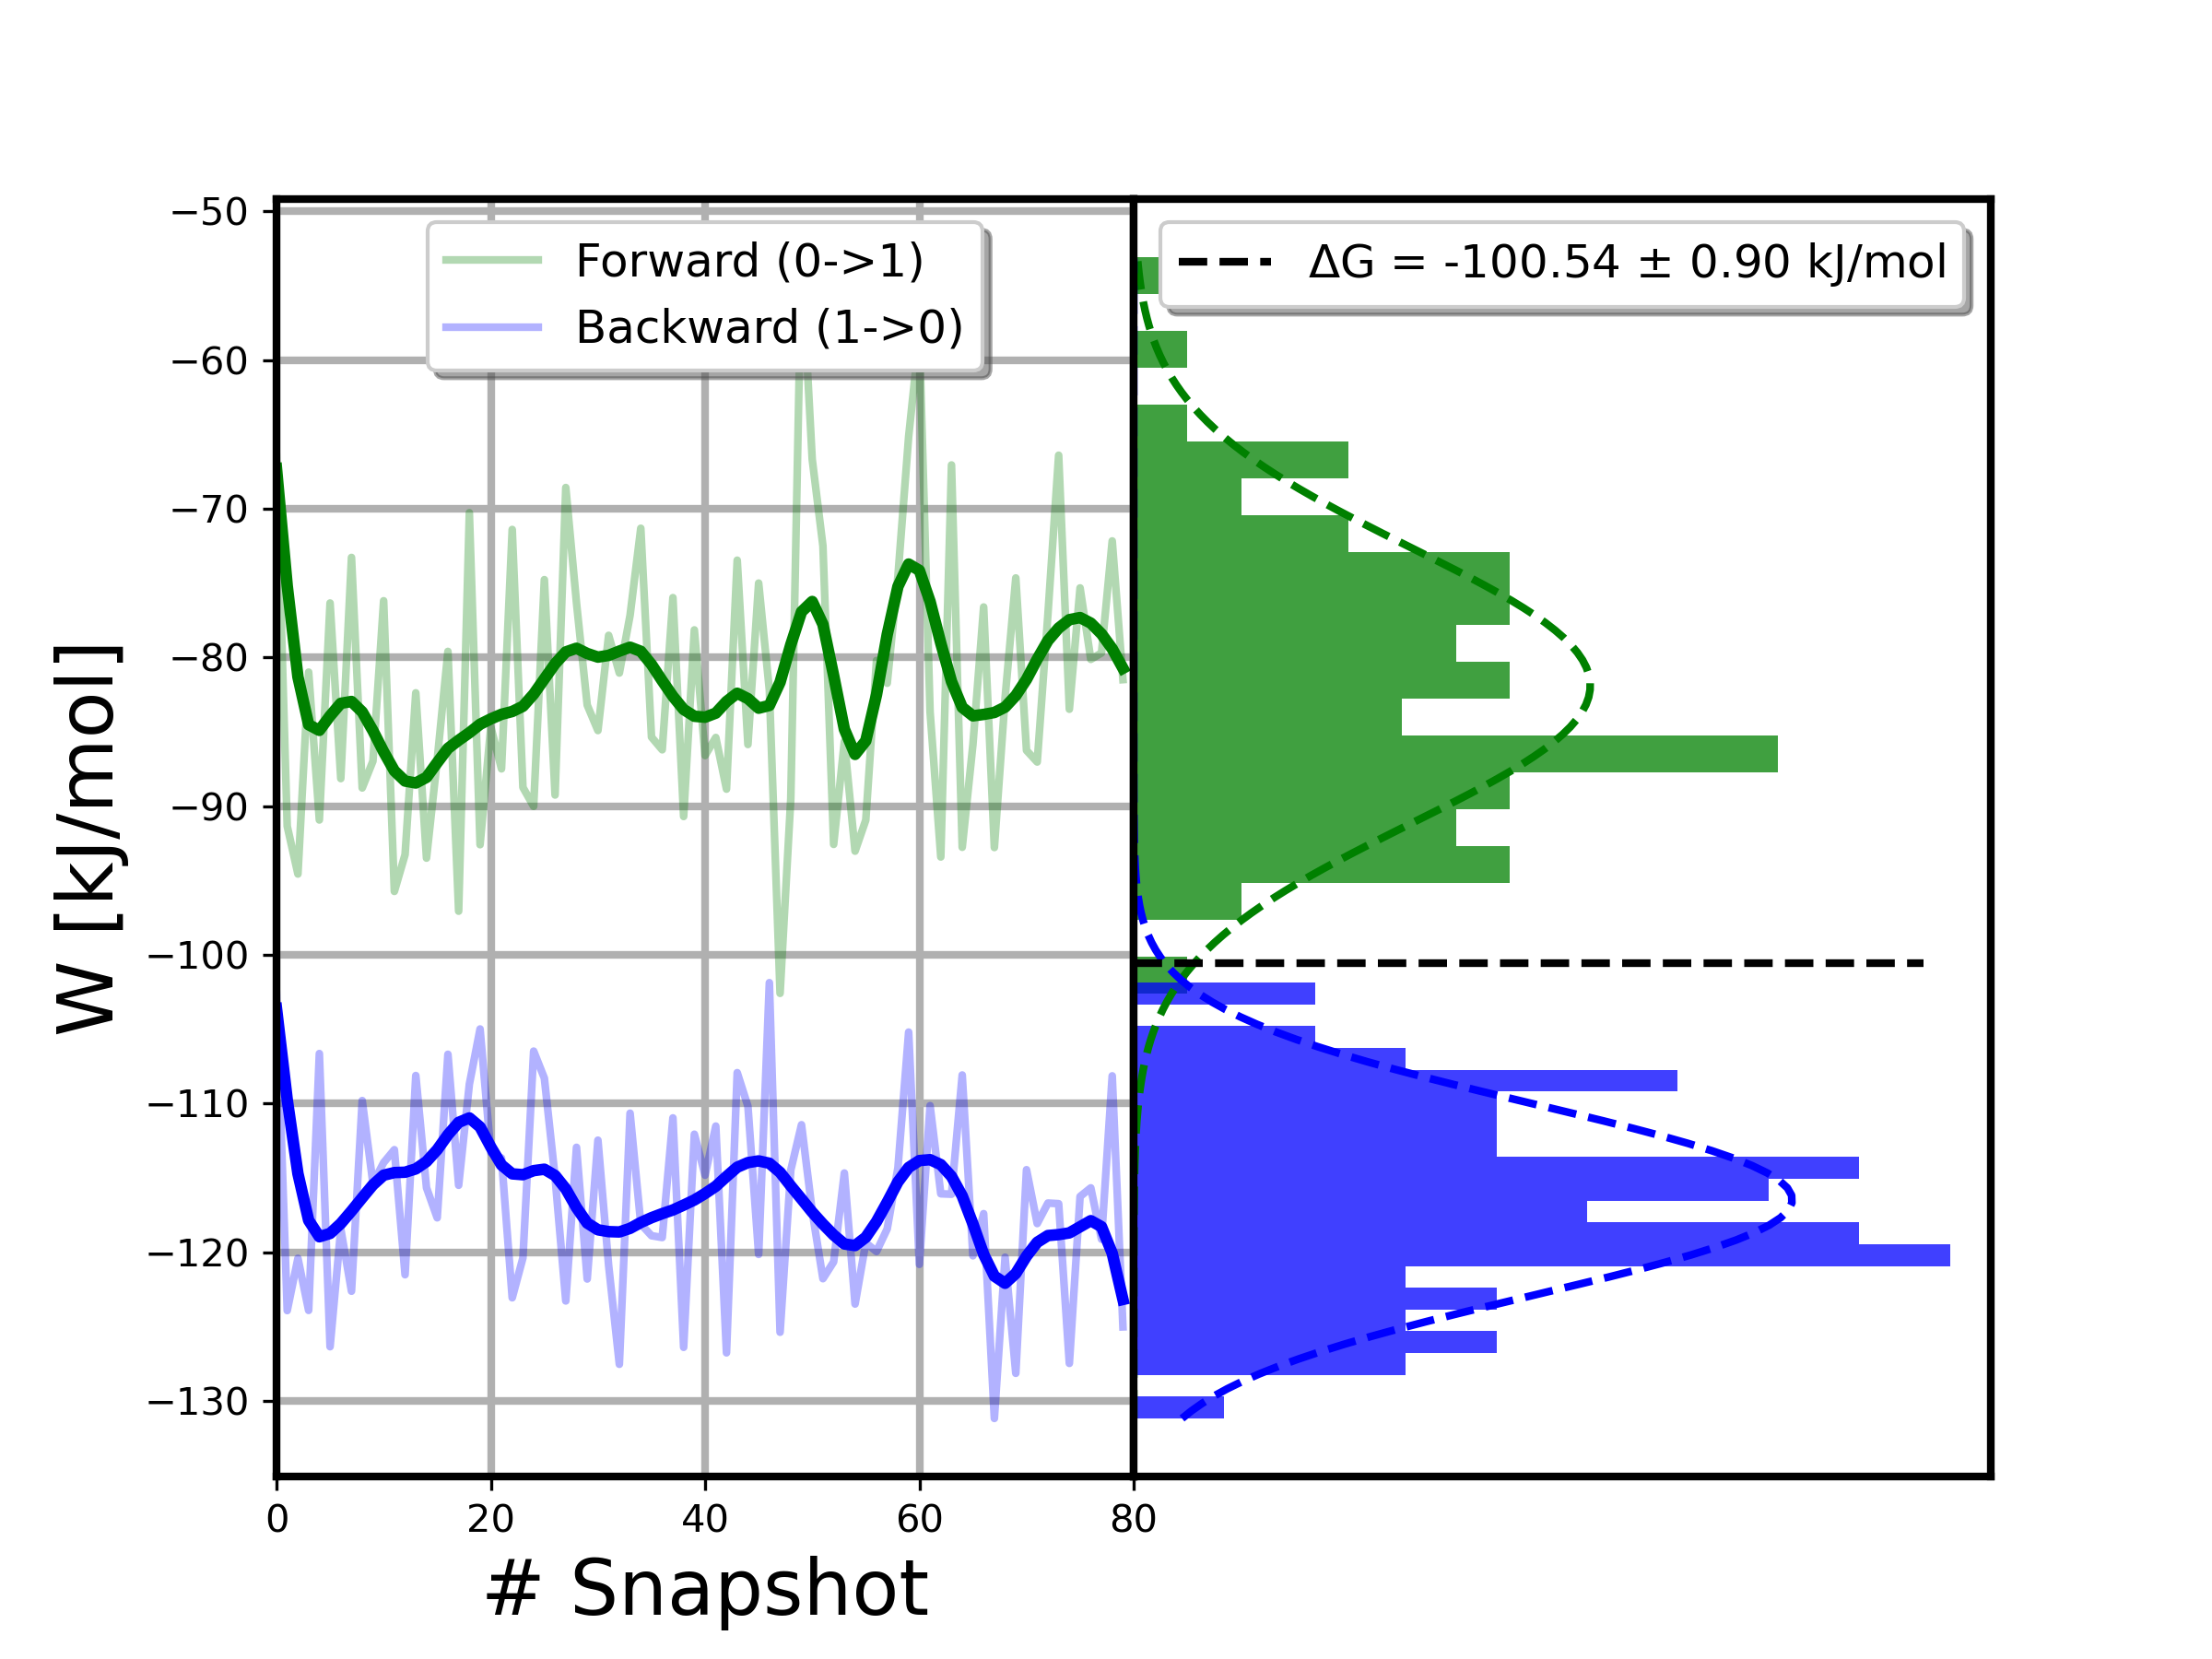 W [kJ/mol]
−50
−60
−70
−80
−90
−100
−110
−120
−130
Forward (0->1)
Backward (1->0)
ΔG = -100.54 ± 0.90 kJ/mol
0 20 40 60 80
# Snapshot